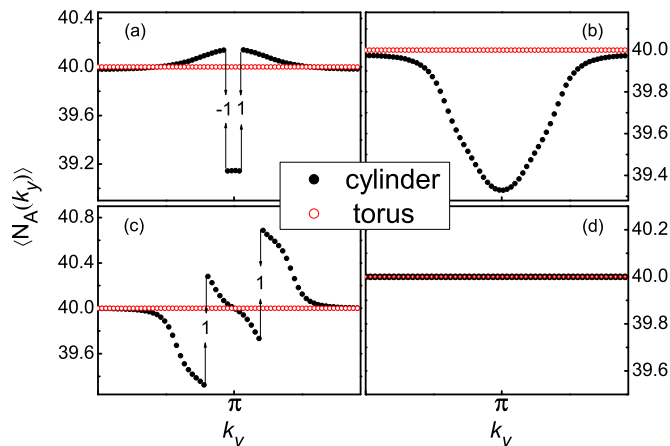 40.4
(a)
(b)
40.0
40.0
39.8
39.6
-1 1
39.6
39.2
39.4
cylinder
torus
⟨N_A(k_y)⟩
40.8
(c)
(d)
40.2
40.4
1
40.0
40.0
1
39.8
39.6
39.6
π
π
k_y
k_y